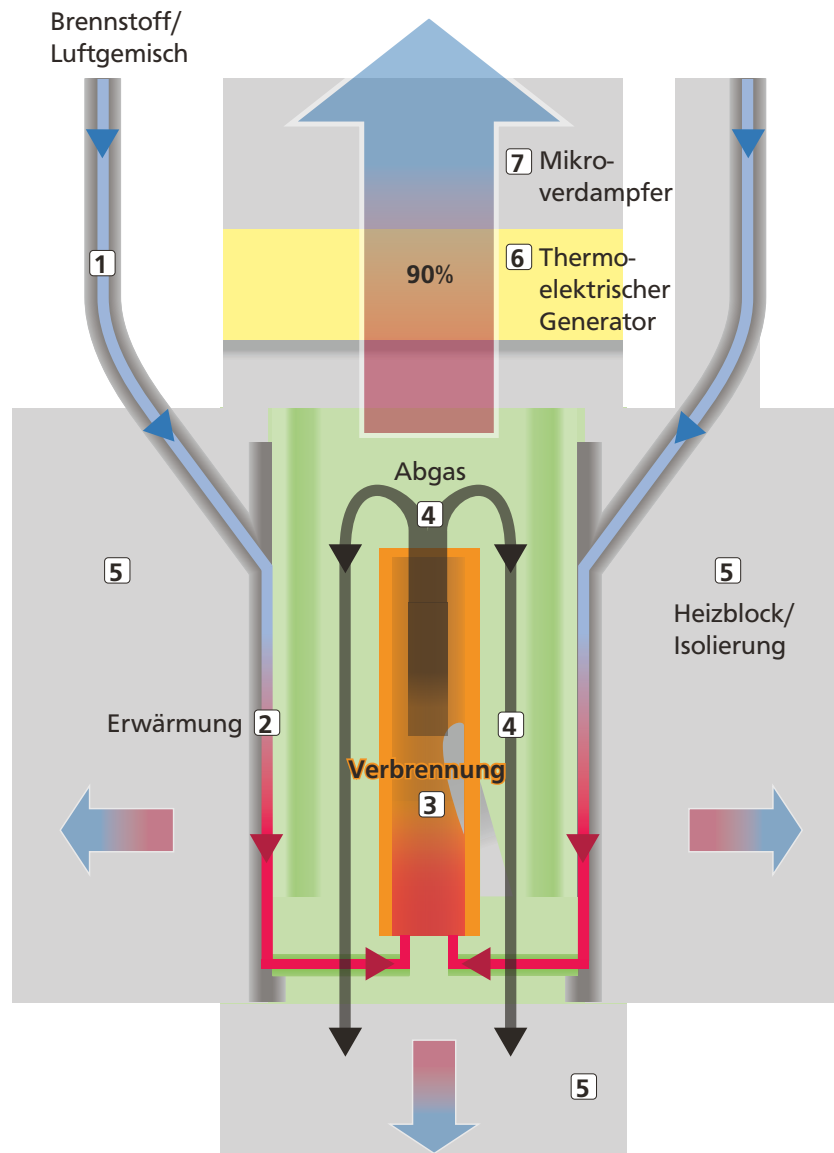 Brennstoff/
Luftgemisch
7 Mikro-
verdampfer
1
90%
6 Thermo-
elektrischer
Generator
Abgas
4
5
5
Heizblock/
Isolierung
Erwärmung 2
4
Verbrennung
3
5